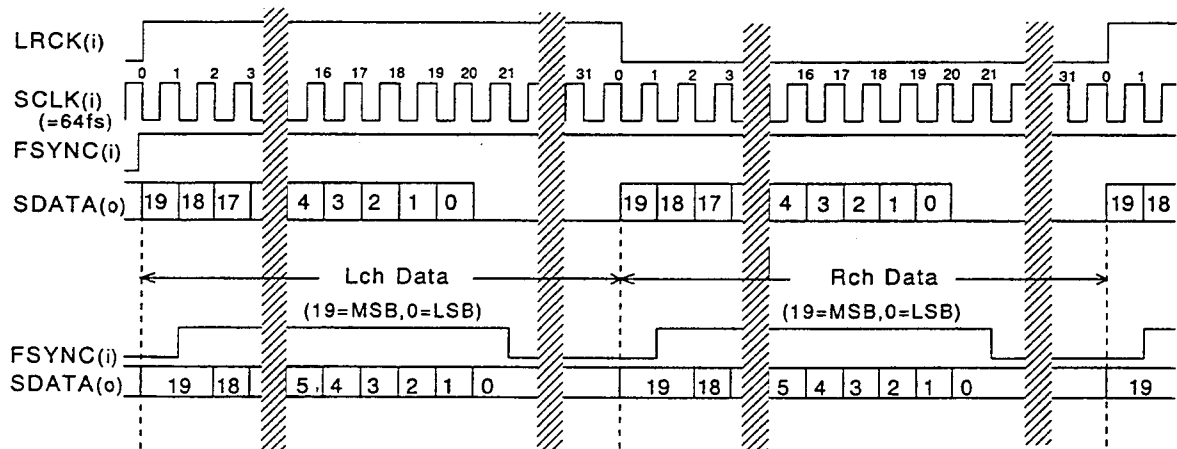 LRCK(i)
0 1 2 3 16 17 18 19 20 21 31 0 1 2 3 16 17 18 19 20 21 31 0 1
SCLK(i)
(=64fs)
FSYNC(i)
SDATA(o) 19 18 17 4 3 2 1 0 19 18 17 4 3 2 1 0 19 18
Lch Data Rch Data
(19=MSB,0=LSB) (19=MSB,0=LSB)
FSYNC(i)
SDATA(o) 19 18 5 4 3 2 1 0 19 18 5 4 3 2 1 0 19